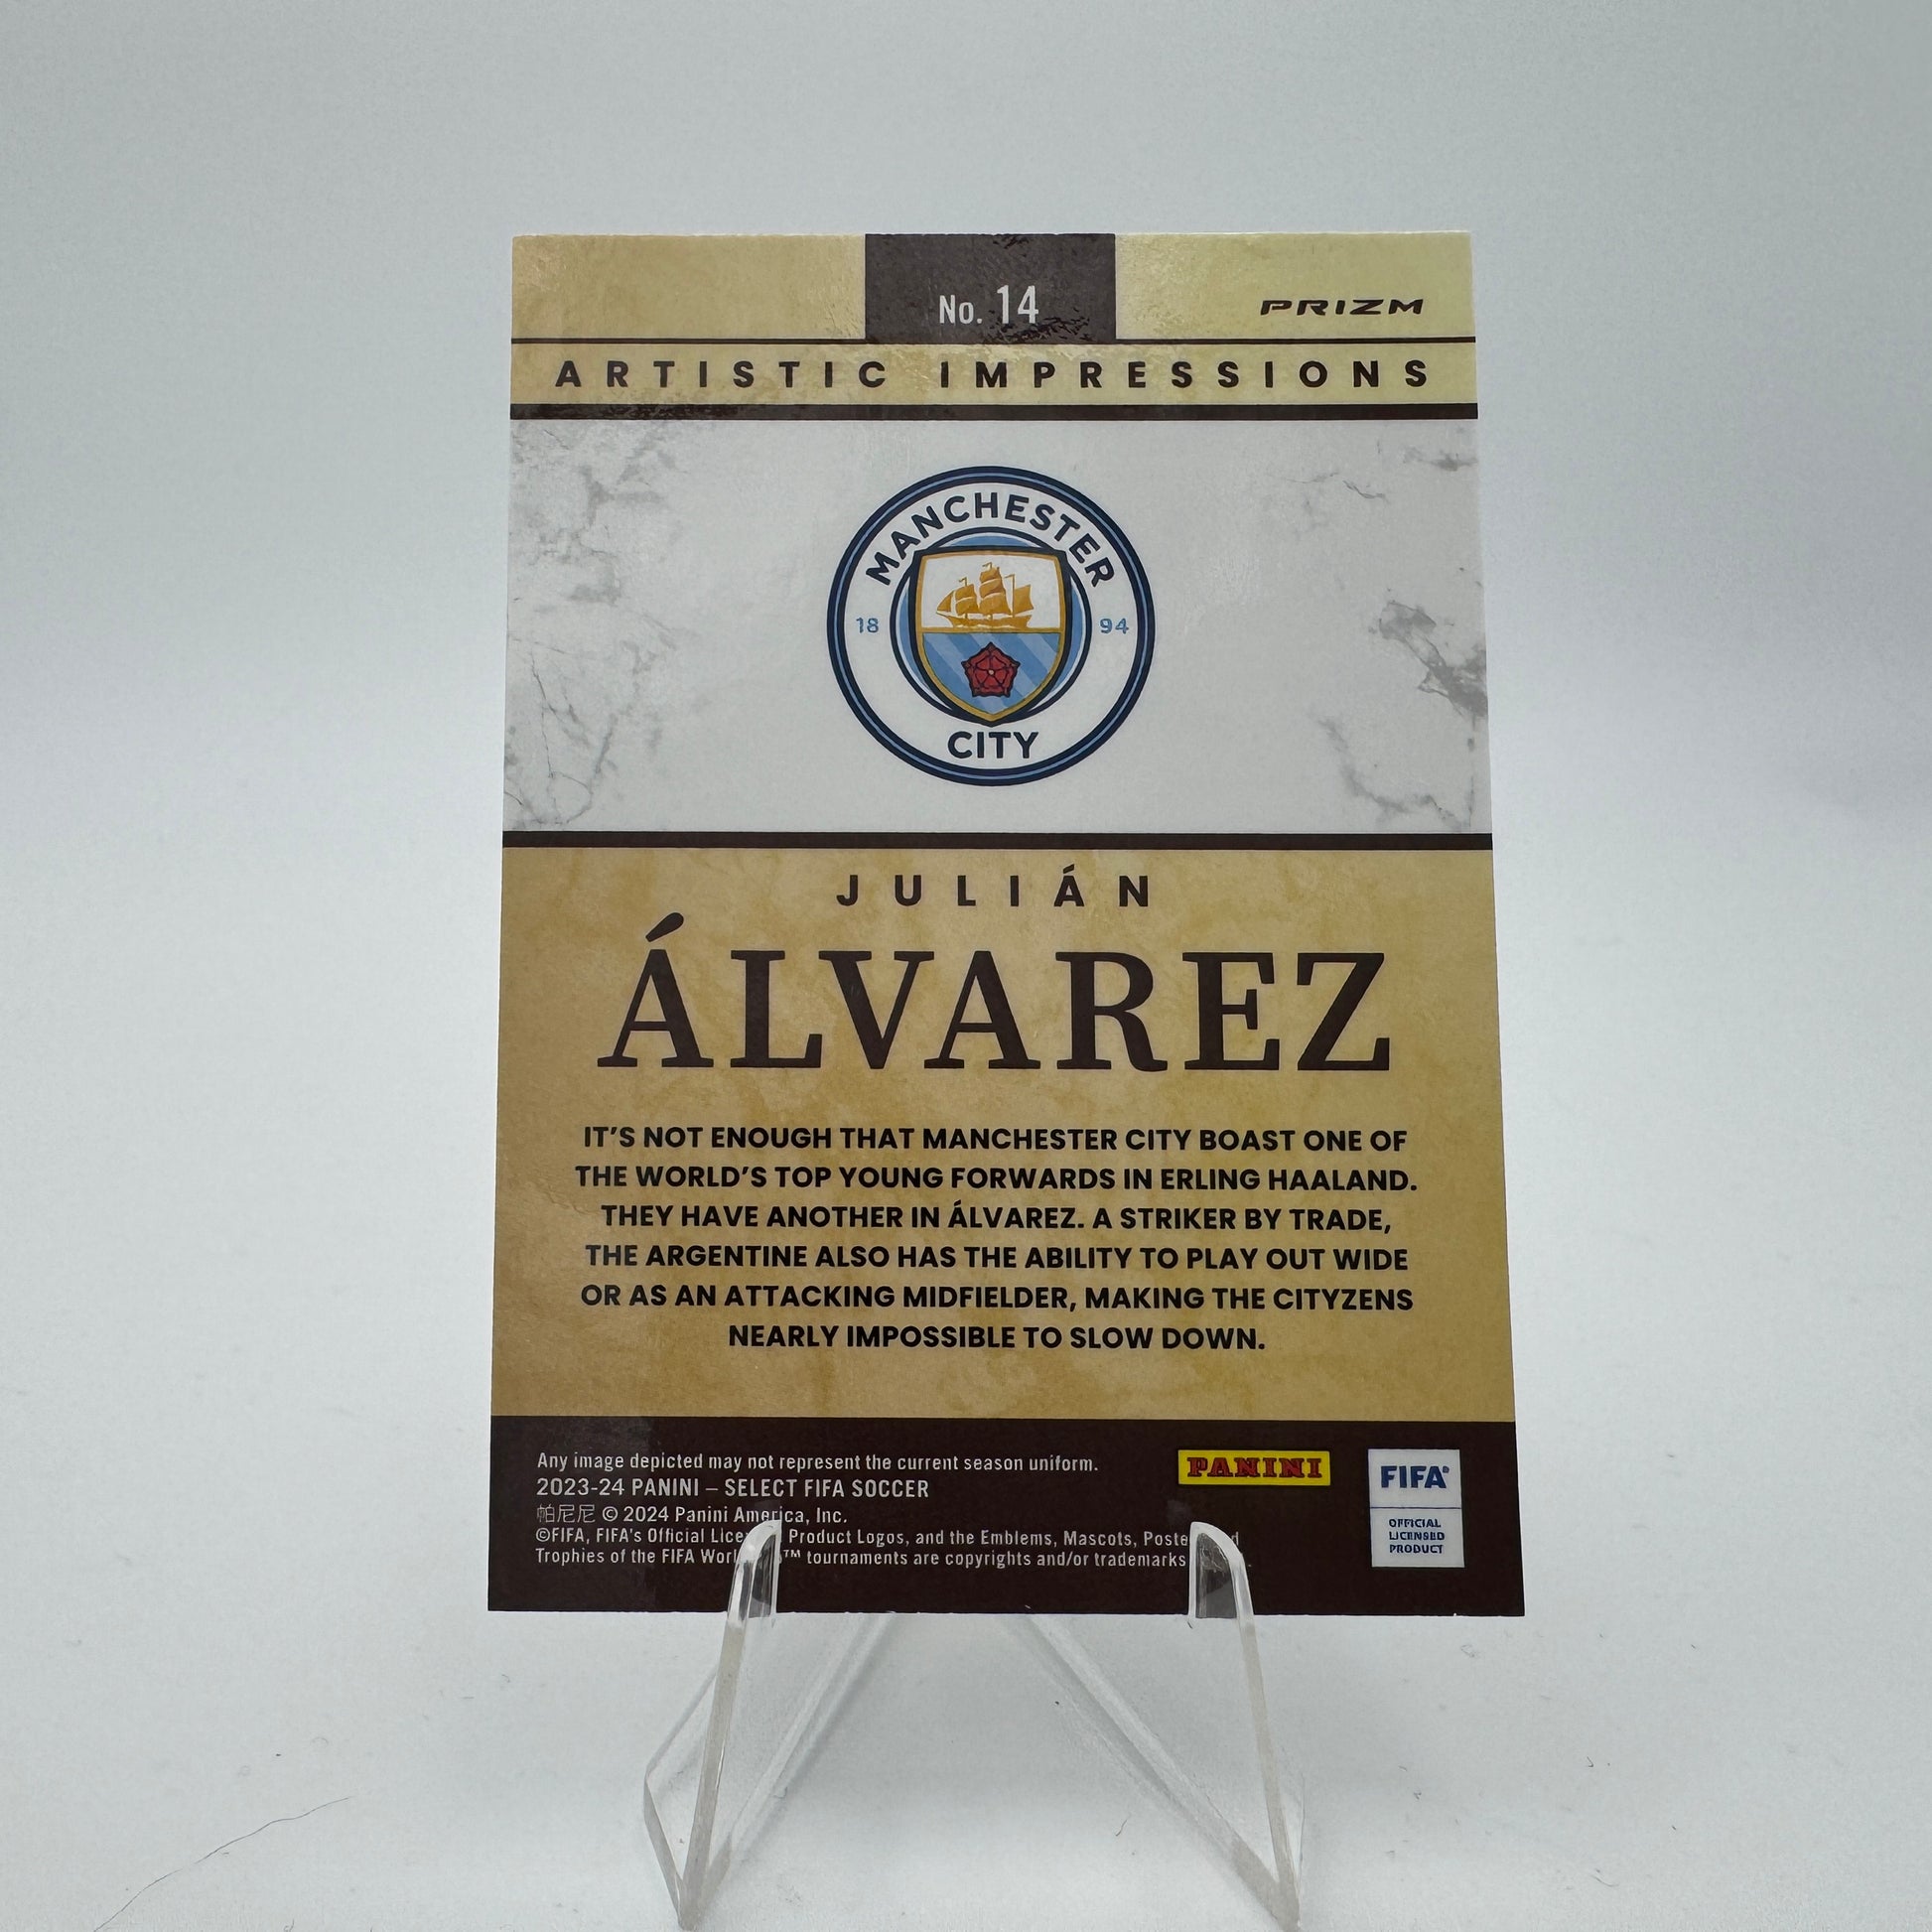 No. 14
PRIZM
ARTISTIC IMPRESSIONS
MANCHESTER
18 94
CITY
JULIÁN
ÁLVAREZ
IT'S NOT ENOUGH THAT MANCHESTER CITY BOAST ONE OF
THE WORLD'S TOP YOUNG FORWARDS IN ERLING HAALAND.
THEY HAVE ANOTHER IN ÁLVAREZ. A STRIKER BY TRADE,
THE ARGENTINE ALSO HAS THE ABILITY TO PLAY OUT WIDE
OR AS AN ATTACKING MIDFIELDER, MAKING THE CITYZENS
NEARLY IMPOSSIBLE TO SLOW DOWN.
Any image depicted may not represent the current season uniform.
2023-24 PANINI – SELECT FIFA SOCCER
帕尼尼 © 2024 Panini America, Inc.
©FIFA, FIFA's Official Product Logos, and the Emblems, Mascots,
Trophies of the FIFA tournaments are copyrights and/or trademarks
PANINI
FIFA®
OFFICIAL
LICENSED
PRODUCT